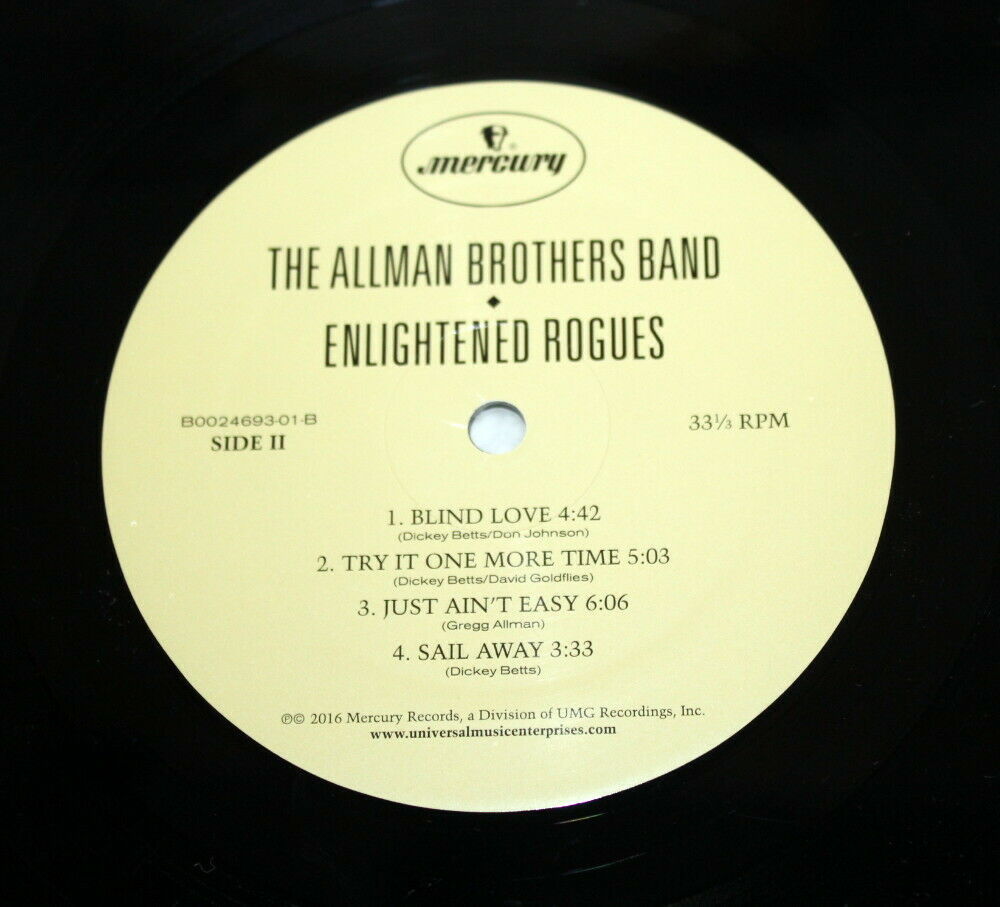 mercury
®
THE ALLMAN BROTHERS BAND
ENLIGHTENED ROGUES
B0024693-01-B
SIDE II
33⅓ RPM
1. BLIND LOVE 4:42
(Dickey Betts/Don Johnson)
2. TRY IT ONE MORE TIME 5:03
(Dickey Betts/David Goldflies)
3. JUST AIN'T EASY 6:06
(Gregg Allman)
4. SAIL AWAY 3:33
(Dickey Betts)
℗© 2016 Mercury Records, a Division of UMG Recordings, Inc.
www.universalmusicenterprises.com